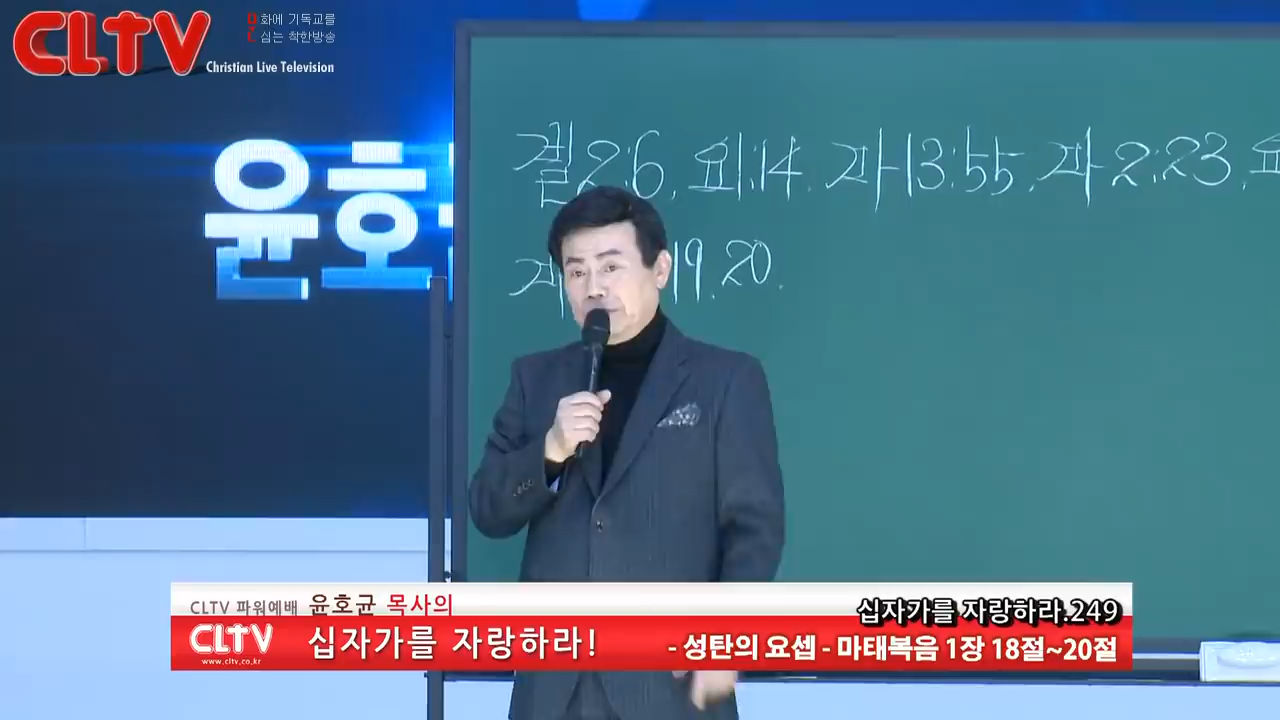 CLTV
문화에 기독교를
심는 착한방송
Christian Live Television
윤호
2:6, 요1:14, 마13:55, 마2:23,
19.20.
CLTV 파워예배 윤호균 목사의
십자가를 자랑하라.249
CLTV
www.cltv.co.kr
십자가를 자랑하라!
- 성탄의 요셉 - 마태복음 1장 18절~20절